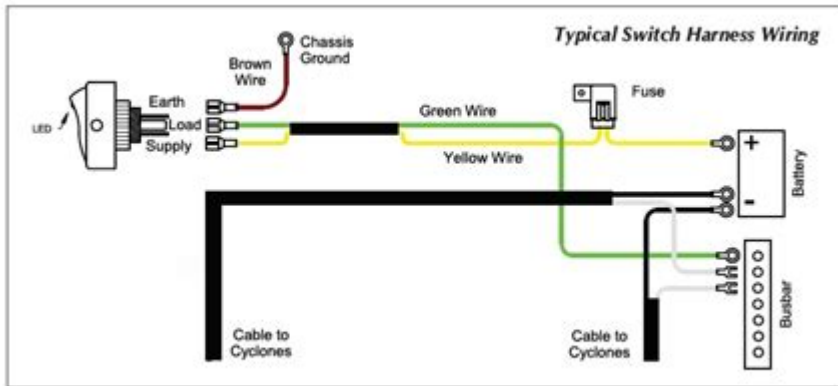 Typical Switch Harness Wiring
Chassis
Ground
Brown
Wire
Fuse
Earth
Load
Supply
LED
Green Wire
Yellow Wire
+
-
Battery
Busbar
Cable to
Cyclones
Cable to
Cyclones